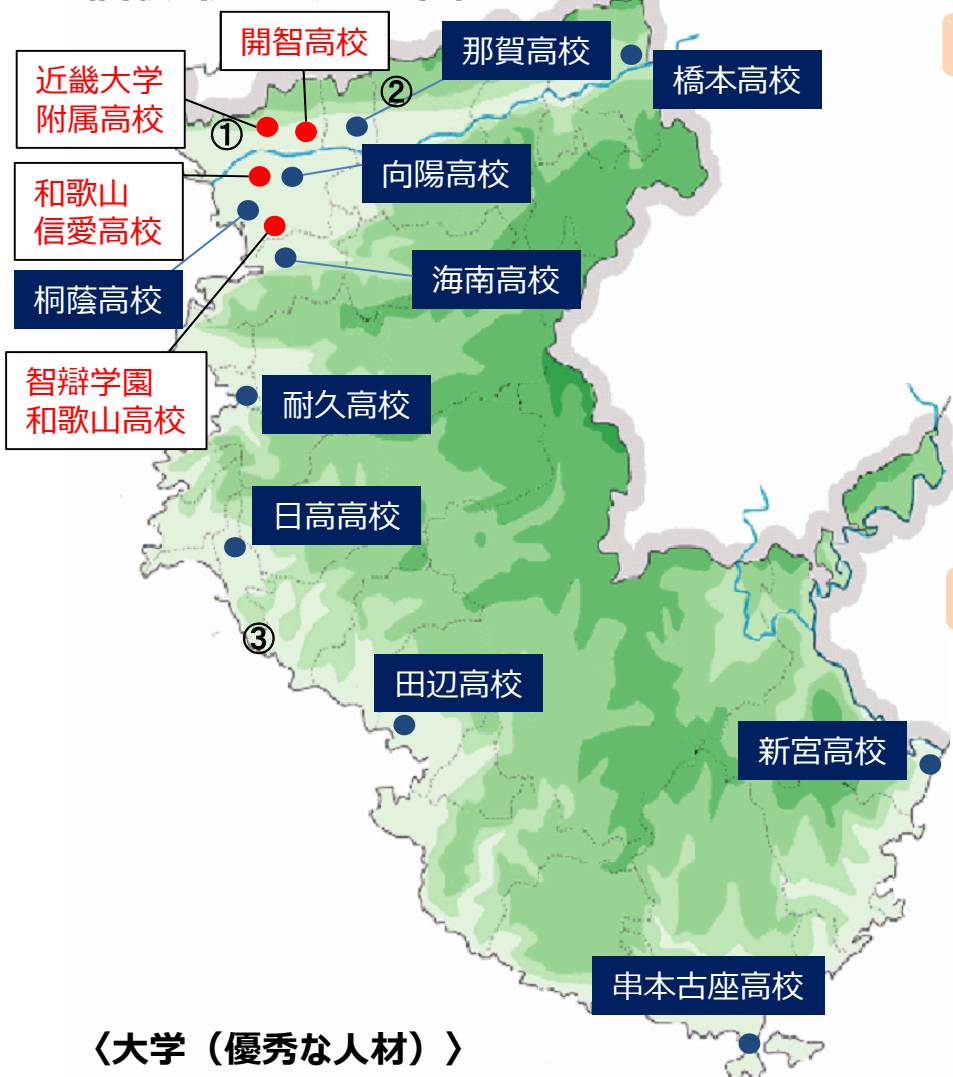 開智高校
那賀高校
橋本高校
近畿大学
附属高校
②
①
向陽高校
和歌山
信愛高校
桐蔭高校
海南高校
智辯学園
和歌山高校
耐久高校
日高高校
③
田辺高校
新宮高校
串本古座高校
〈大学（優秀な人材）〉